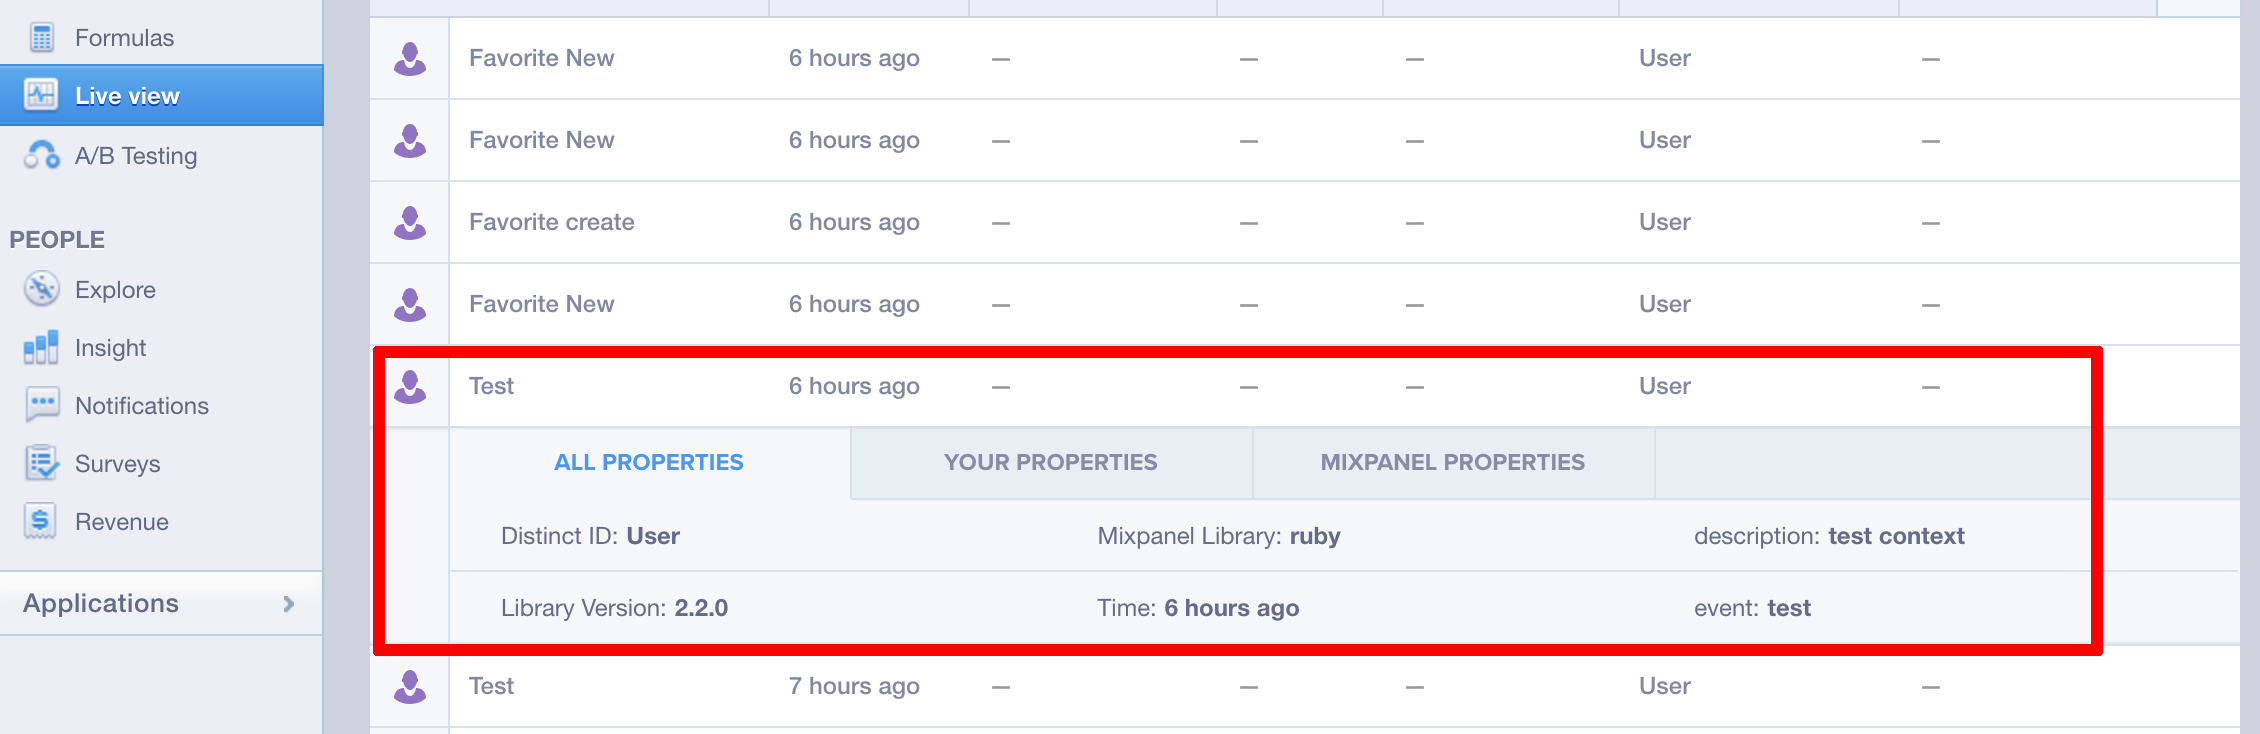 Formulas
Live view
A/B Testing
PEOPLE
Explore
Insight
Notifications
Surveys
Revenue
Applications
Favorite New 6 hours ago — — — User —
Favorite New 6 hours ago — — — User —
Favorite create 6 hours ago — — — User —
Favorite New 6 hours ago — — — User —
Test 6 hours ago — — — User —
ALL PROPERTIES YOUR PROPERTIES MIXPANEL PROPERTIES
Distinct ID: User Mixpanel Library: ruby description: test context
Library Version: 2.2.0 Time: 6 hours ago event: test
Test 7 hours ago — — — User —